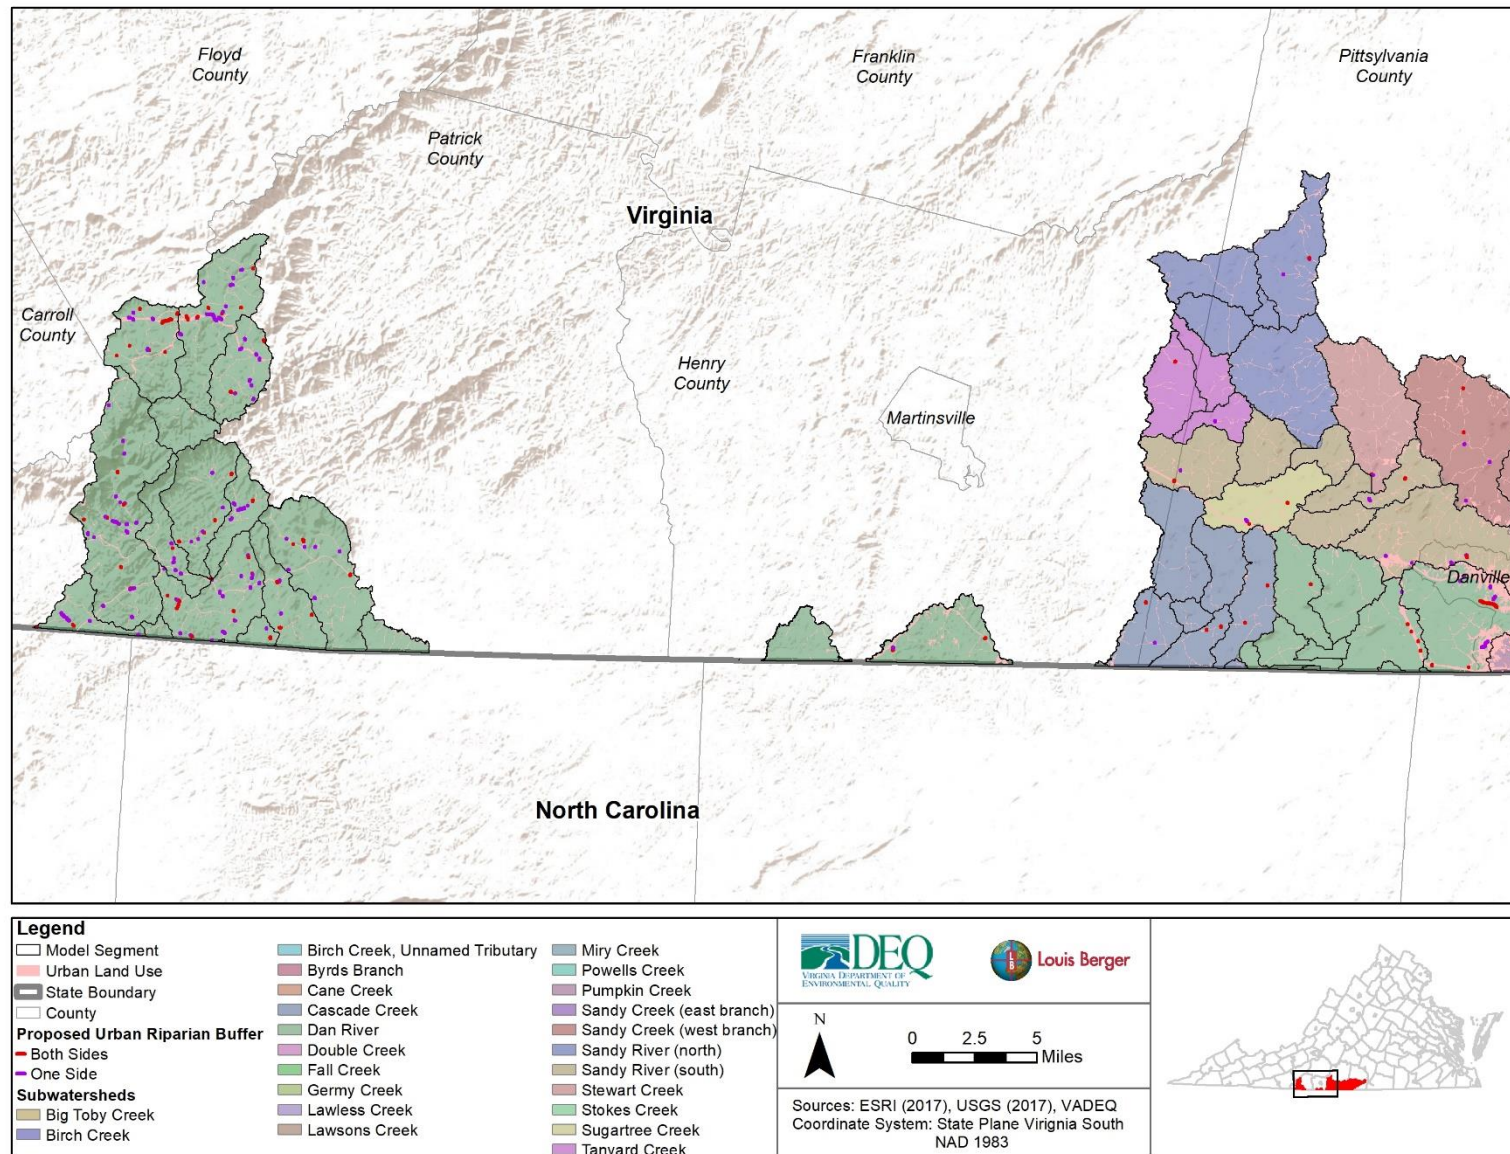 Floyd
County
Franklin
County
Pittsylvania
County
Patrick
County
Virginia
Carroll
County
Henry
County
Martinsville
Danville
North Carolina
Legend
Model Segment
Urban Land Use
State Boundary
County
Proposed Urban Riparian Buffer
Both Sides
One Side
Subwatersheds
Big Toby Creek
Birch Creek
Birch Creek, Unnamed Tributary
Byrds Branch
Cane Creek
Cascade Creek
Dan River
Double Creek
Fall Creek
Germy Creek
Lawless Creek
Lawsons Creek
Miry Creek
Powells Creek
Pumpkin Creek
Sandy Creek (east branch)
Sandy Creek (west branch)
Sandy River (north)
Sandy River (south)
Stewart Creek
Stokes Creek
Sugartree Creek
Tanyard Creek
DEQ
VIRGINIA DEPARTMENT OF
ENVIRONMENTAL QUALITY
L
B
Louis Berger
N
0 2.5 5
Miles
Sources: ESRI (2017), USGS (2017), VADEQ
Coordinate System: State Plane Virignia South
NAD 1983